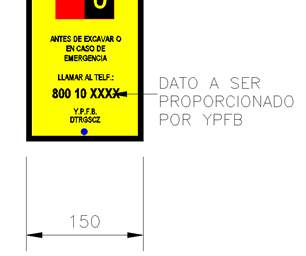 ANTES DE EXCAVAR O
EN CASO DE
EMERGENCIA
LLAMAR AL TELF.:
800 10 XXXX
Y.P.F.B.
DTRGSCZ
DATO A SER
PROPORCIONADO
POR YPFB
150